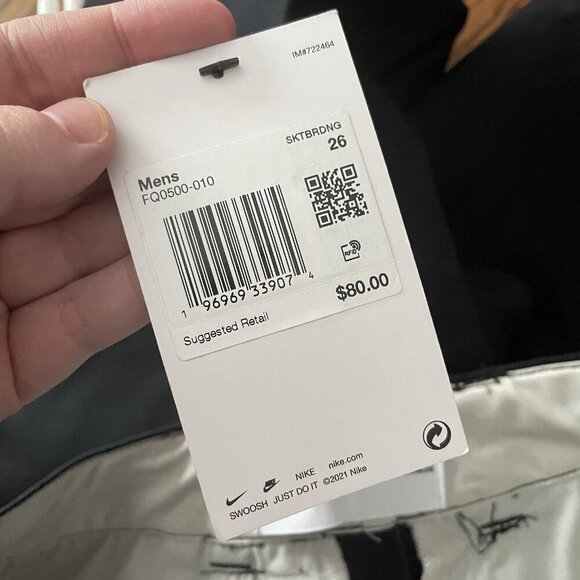 IM#722464
SKTBRDNG
26
Mens
FQ0500-010
RFID
1 96969 33907 4
$80.00
Suggested Retail
NIKE nike.com
SWOOSH JUST DO IT ©2021 Nike